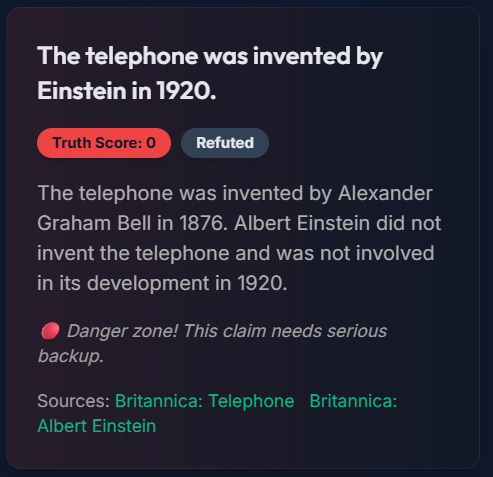 The telephone was invented by
Einstein in 1920.
Truth Score: 0 Refuted
The telephone was invented by Alexander
Graham Bell in 1876. Albert Einstein did not
invent the telephone and was not involved
in its development in 1920.
Danger zone! This claim needs serious
backup.
Sources: Britannica: Telephone Britannica:
Albert Einstein